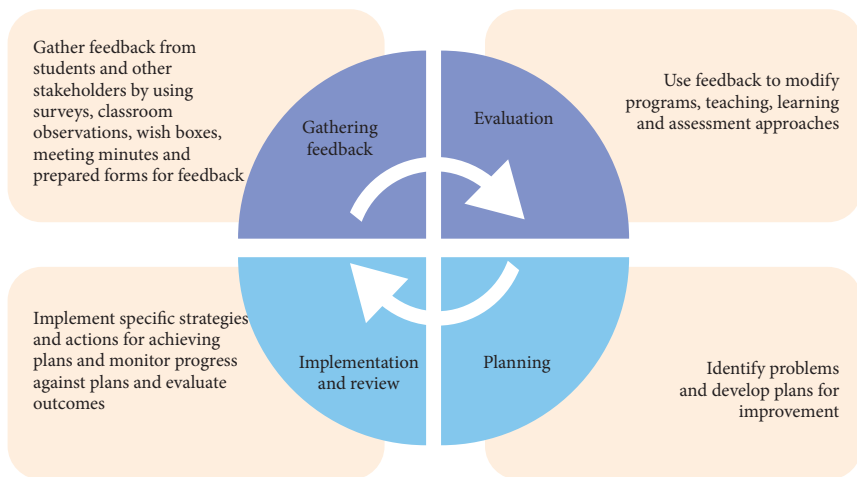 Gather feedback from
students and other
stakeholders by using
surveys, classroom
observations, wish boxes,
meeting minutes and
prepared forms for feedback
Gathering
feedback
Evaluation
Use feedback to modify
programs, teaching, learning
and assessment approaches
Implement specific strategies
and actions for achieving
plans and monitor progress
against plans and evaluate
outcomes
Implementation
and review
Planning
Identify problems
and develop plans for
improvement